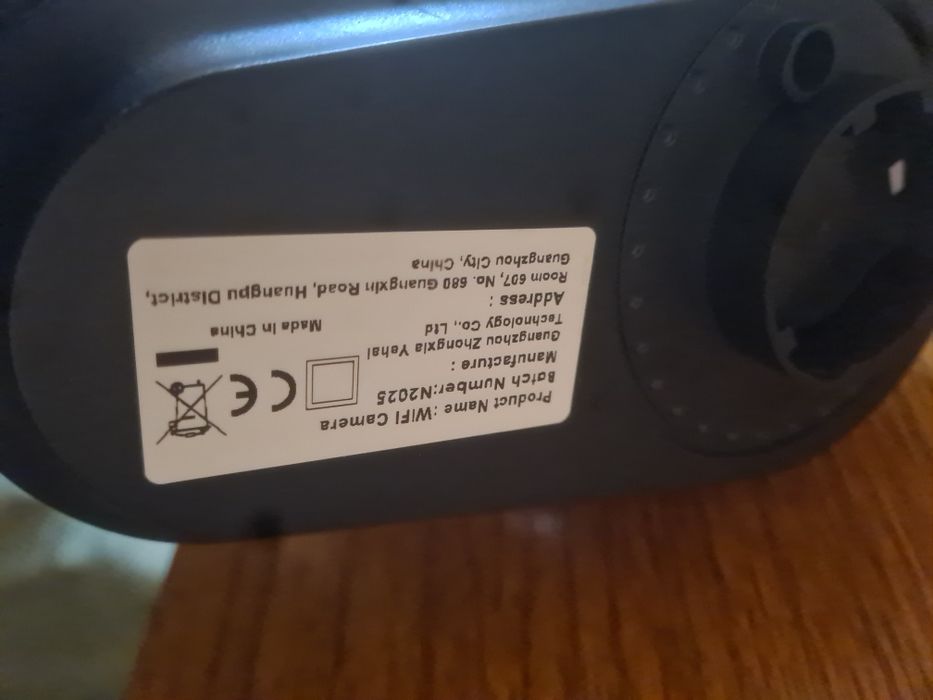 Product Name : WIFI Camera
Batch Number:N2025
Manufacture :
Guangzhou Zhongxia Yahai
Technology Co., Ltd
CE
Made In China
Address :
Room 607, No. 680 Guangxin Road, Huangpu District,
Guangzhou City, China